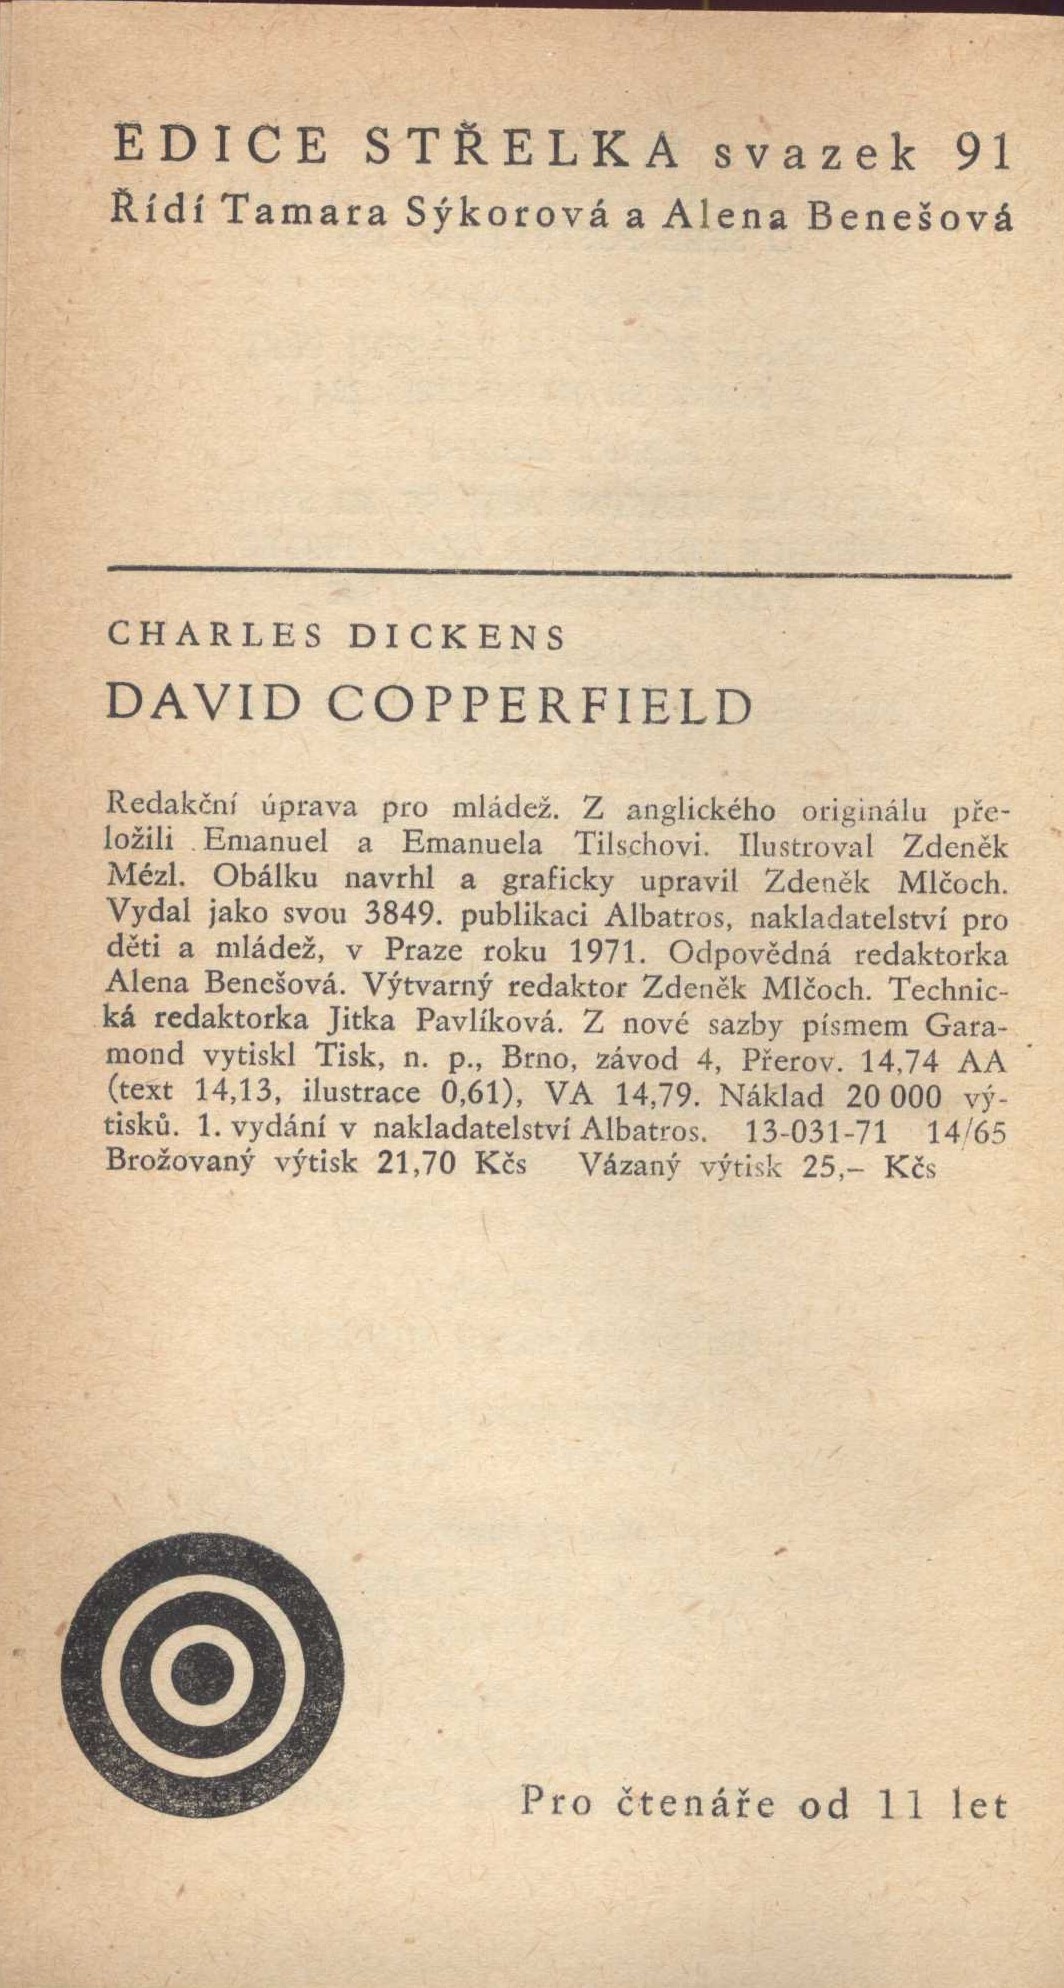 EDICE STŘELKA svazek 91
Řídí Tamara Sýkorová a Alena Benešová
CHARLES DICKENS
DAVID COPPERFIELD
Redakční úprava pro mládež. Z anglického originálu pře-
ložili Emanuel a Emanuela Tilschovi. Ilustroval Zdeněk
Mézl. Obálku navrhl a graficky upravil Zdeněk Mlčoch.
Vydal jako svou 3849. publikaci Albatros, nakladatelství pro
děti a mládež, v Praze roku 1971. Odpovědná redaktorka
Alena Benešová. Výtvarný redaktor Zdeněk Mlčoch. Technic-
ká redaktorka Jitka Pavlíková. Z nové sazby písmem Gara-
mond vytiskl Tisk, n. p., Brno, závod 4, Přerov. 14,74 AA
(text 14,13, ilustrace 0,61), VA 14,79. Náklad 20 000 vý-
tisků. 1. vydání v nakladatelství Albatros. 13-031-71 14/65
Brožovaný výtisk 21,70 Kčs Vázaný výtisk 25,– Kčs
Pro čtenáře od 11 let